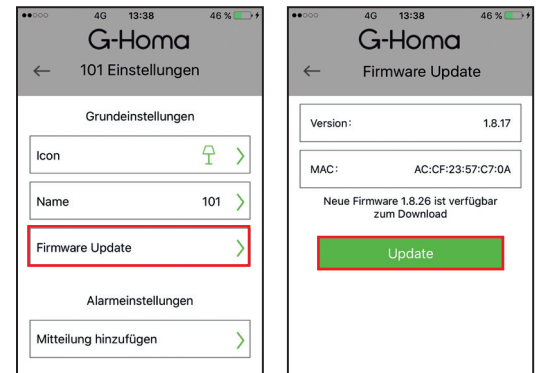 4G 13:38 46 %
G-Homa
← 101 Einstellungen
Grundeinstellungen
Icon
Name 101
Firmware Update
Alarmeinstellungen
Mitteilung hinzufügen
4G 13:38 46 %
G-Homa
← Firmware Update
Version: 1.8.17
MAC: AC:CF:23:57:C7:0A
Neue Firmware 1.8.26 ist verfügbar
zum Download
Update